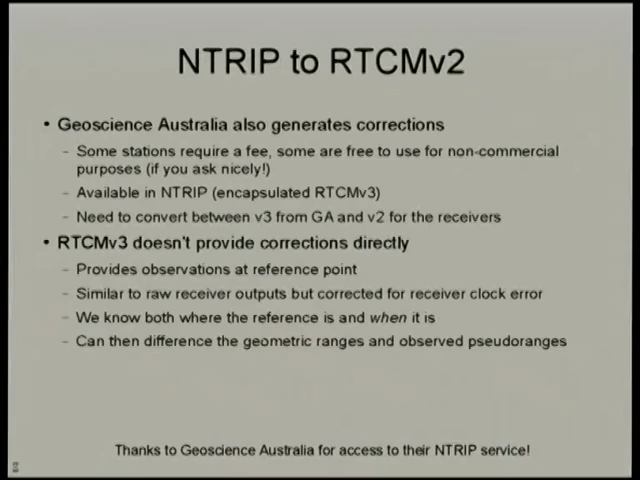 NTRIP to RTCMv2
• Geoscience Australia also generates corrections
– Some stations require a fee, some are free to use for non-commercial
purposes (if you ask nicely!)
– Available in NTRIP (encapsulated RTCMv3)
– Need to convert between v3 from GA and v2 for the receivers
• RTCMv3 doesn't provide corrections directly
– Provides observations at reference point
– Similar to raw receiver outputs but corrected for receiver clock error
– We know both where the reference is and when it is
– Can then difference the geometric ranges and observed pseudoranges
Thanks to Geoscience Australia for access to their NTRIP service!